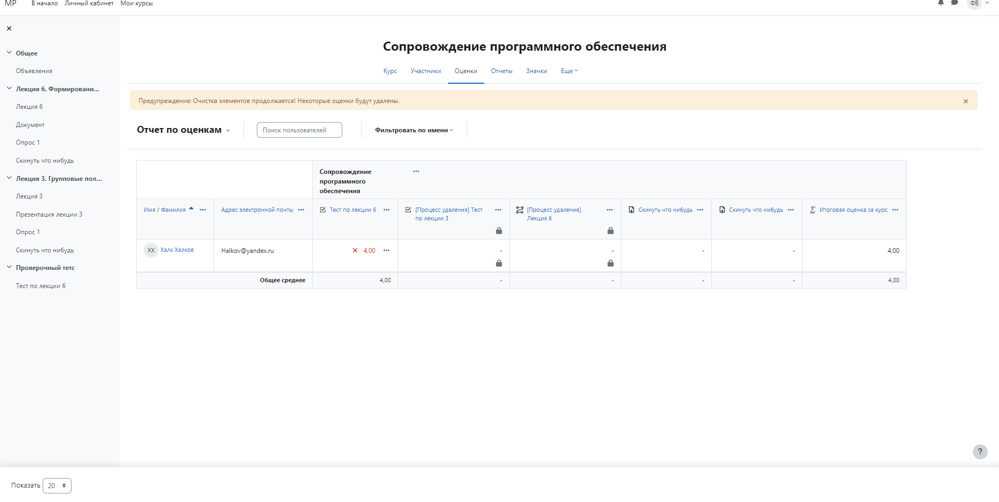 МР В начало Личный кабинет Мои курсы ФВ
Общее
Объявления
Лекция 6. Формировани...
Лекция 6
Документ
Опрос 1
Скинуть что нибудь
Лекция 3. Групповые пол...
Лекция 3
Презентация лекции 3
Опрос 1
Скинуть что нибудь
Проверочный тетс
Тест по лекции 6
Сопровождение программного обеспечения
Курс Участники Оценки Отчеты Значки Еще
Предупреждение: Очистка элементов продолжается! Некоторые оценки будут удалены.
Отчет по оценкам Поиск пользователей Фильтровать по имени
Сопровождение
программного
обеспечения
Имя / Фамилия
Адрес электронной почты
Тест по лекции 6
[Процесс удаления] Тест
по лекции 3
[Процесс удаления]
Лекция 6
Скинуть что нибудь
Скинуть что нибудь
Итоговая оценка за курс
ХХ Халк Халков Halkov@yandex.ru 4,00 - - - - 4,00
Общее среднее 4,00 - - - - 4,00
?
Показать 20